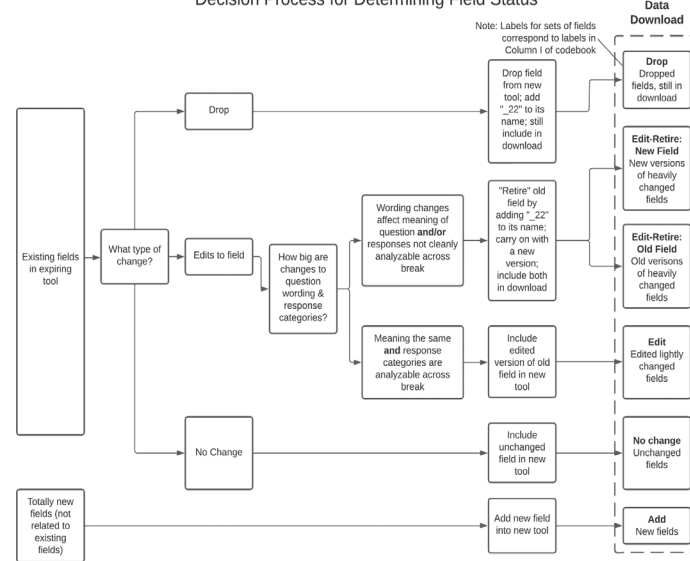 Decision Process for Determining Field Status
Data
Download
Note: Labels for sets of fields
correspond to labels in
Column I of codebook
Drop
Dropped
fields, still in
download
Drop field
from new
tool; add
"_22" to its
name; still
include in
download
Drop
Edit-Retire:
New Field
New versions
of heavily
changed
fields
"Retire" old
field by
adding "_22"
to its name;
carry on with
a new
version;
include both
in download
Wording changes
affect meaning of
question and/or
responses not cleanly
analyzable across
break
Edit-Retire:
Old Field
Old verisons
of heavily
changed
fields
Existing fields
in expiring
tool
What type of
change?
Edits to field
How big are
changes to
question
wording &
response
categories?
Meaning the same
and response
categories are
analyzable across
break
Include
edited
version of old
field in new
tool
Edit
Edited lightly
changed
fields
No Change
Include
unchanged
field in new
tool
No change
Unchanged
fields
Totally new
fields (not
related to
existing
fields)
Add new field
into new tool
Add
New fields